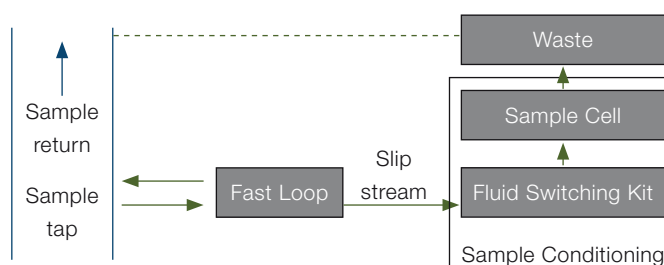 Waste
Sample
return
Sample Cell
Sample
tap
Fast Loop
Slip
stream
Fluid Switching Kit
Sample Conditioning